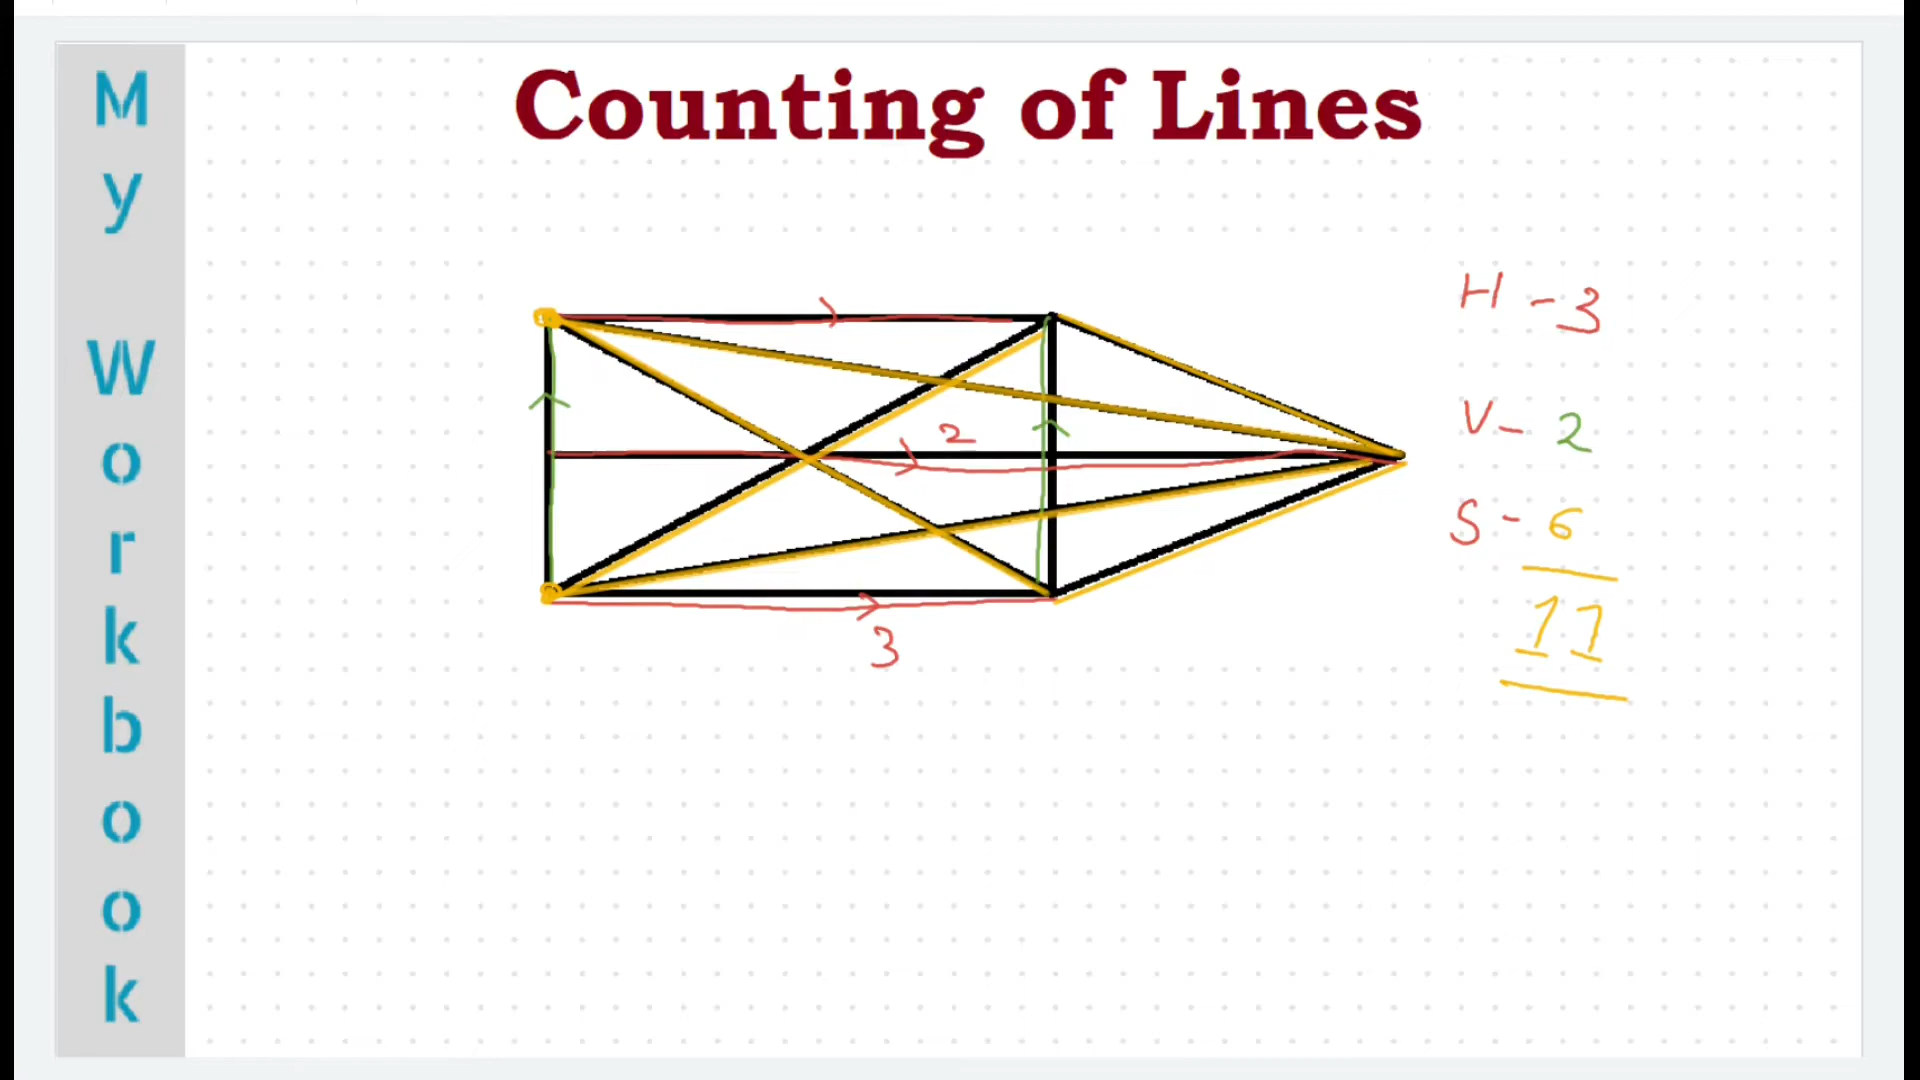 My Workbook
Counting of Lines
H - 3
V - 2
S - 6
11
2
3